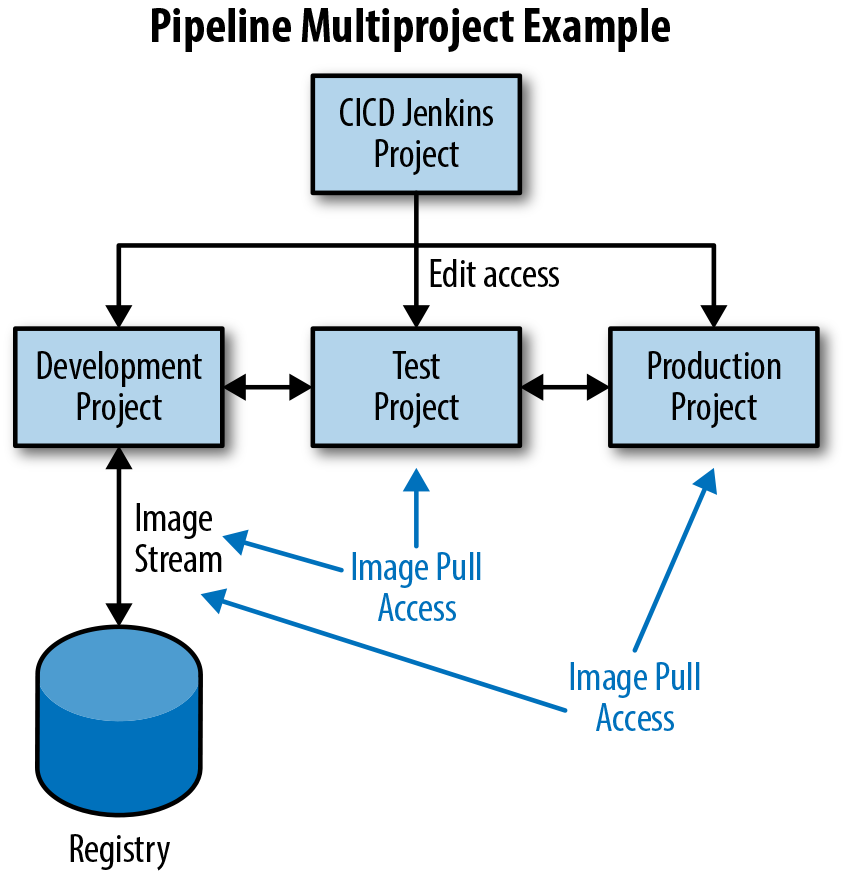 Pipeline Multiproject Example
CICD Jenkins
Project
Edit access
Development
Project
Test
Project
Production
Project
Image
Stream
Image Pull
Access
Image Pull
Access
Registry